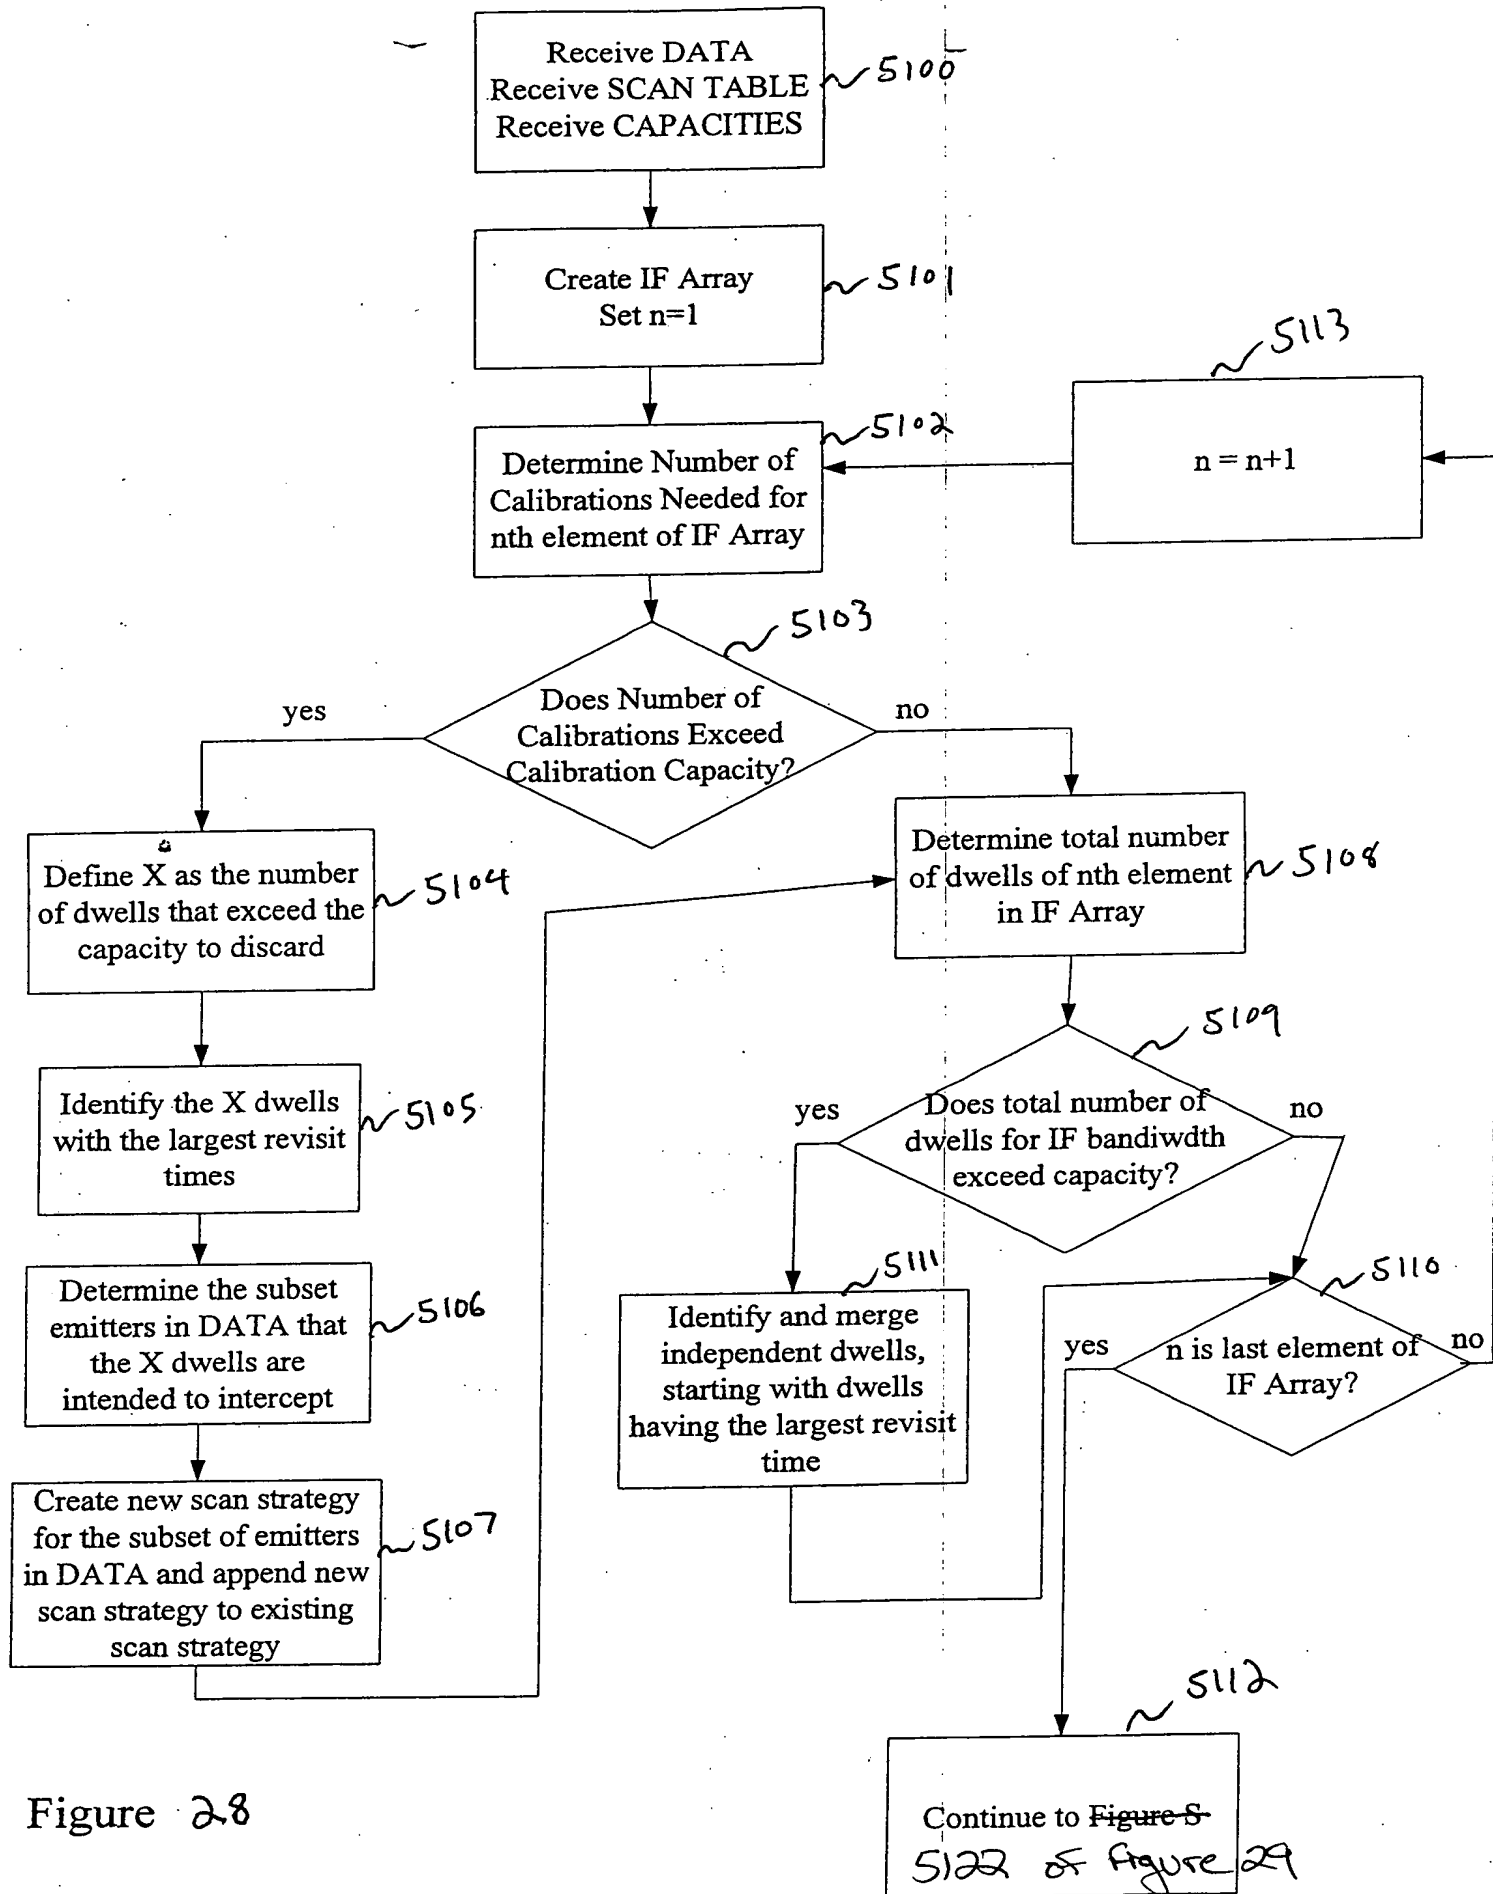 Receive DATA
Receive SCAN TABLE
Receive CAPACITIES
5100
Create IF Array
Set n=1
5101
5113
n = n+1
Determine Number of
Calibrations Needed for
nth element of IF Array
5102
5103
Does Number of
Calibrations Exceed
Calibration Capacity?
yes
no
Define X as the number
of dwells that exceed the
capacity to discard
5104
Determine total number
of dwells of nth element
in IF Array
5108
Identify the X dwells
with the largest revisit
times
5105
5109
Does total number of
dwells for IF bandiwdth
exceed capacity?
yes
no
Determine the subset
emitters in DATA that
the X dwells are
intended to intercept
5106
5111
Identify and merge
independent dwells,
starting with dwells
having the largest revisit
time
5110
n is last element of
IF Array?
yes
no
Create new scan strategy
for the subset of emitters
in DATA and append new
scan strategy to existing
scan strategy
5107
5112
Continue to Figure S
5122 of Figure 29
Figure 28